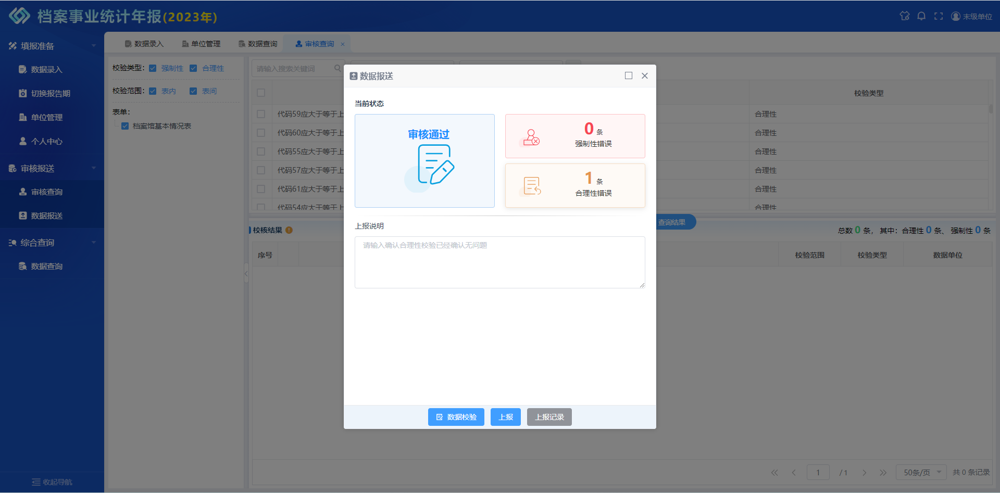 档案事业统计年报(2023年)
末级单位
填报准备
数据录入
切换报告期
单位管理
个人中心
审核报送
审核查询
数据报送
综合查询
数据查询
收起导航
数据录入
单位管理
数据查询
审核查询 ×
校验类型： 强制性 合理性
校验范围： 表内 表间
表单：
档案馆基本情况表
请输入搜索关键词
校验类型
代码59应大于等于上
合理性
代码60应大于等于上
合理性
代码55应大于等于上
合理性
代码57应大于等于上
合理性
代码61应大于等于上
合理性
代码54应大于等于上
合理性
查询结果
校核结果
总数 0 条， 其中：合理性 0 条、 强制性 0 条
序号
校验范围
校验类型
数据单位
1 / 1
50条/页
共 0 条记录
数据报送
当前状态
审核通过
0 条
强制性错误
1 条
合理性错误
上报说明
请输入确认合理性校验已经确认无问题
数据校验
上报
上报记录